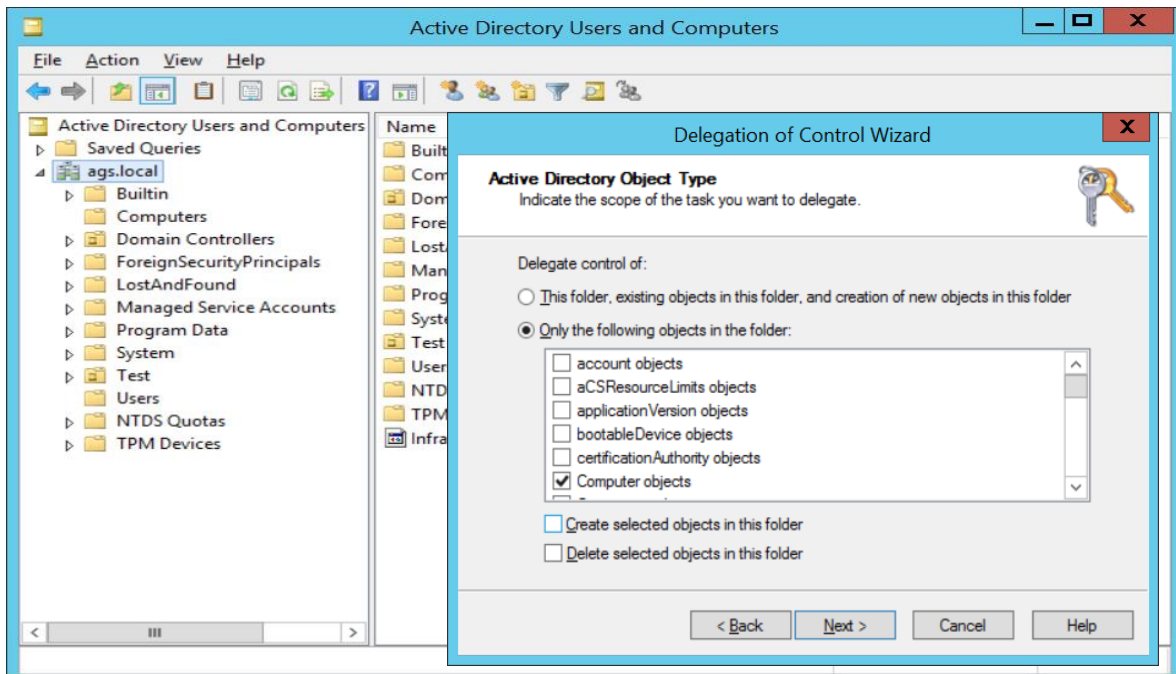 Active Directory Users and Computers
X
File Action View Help
Active Directory Users and Computers
Saved Queries
ags.local
Builtin
Computers
Domain Controllers
ForeignSecurityPrincipals
LostAndFound
Managed Service Accounts
Program Data
System
Test
Users
NTDS Quotas
TPM Devices
Name
Built
Com
Dom
Fore
Lost
Man
Prog
Syste
Test
User
NTD
TPM
Infra
Delegation of Control Wizard
X
Active Directory Object Type
Indicate the scope of the task you want to delegate.
Delegate control of:
This folder, existing objects in this folder, and creation of new objects in this folder
Only the following objects in the folder:
account objects
aCSResourceLimits objects
applicationVersion objects
bootableDevice objects
certificationAuthority objects
Computer objects
Create selected objects in this folder
Delete selected objects in this folder
< Back Next > Cancel Help